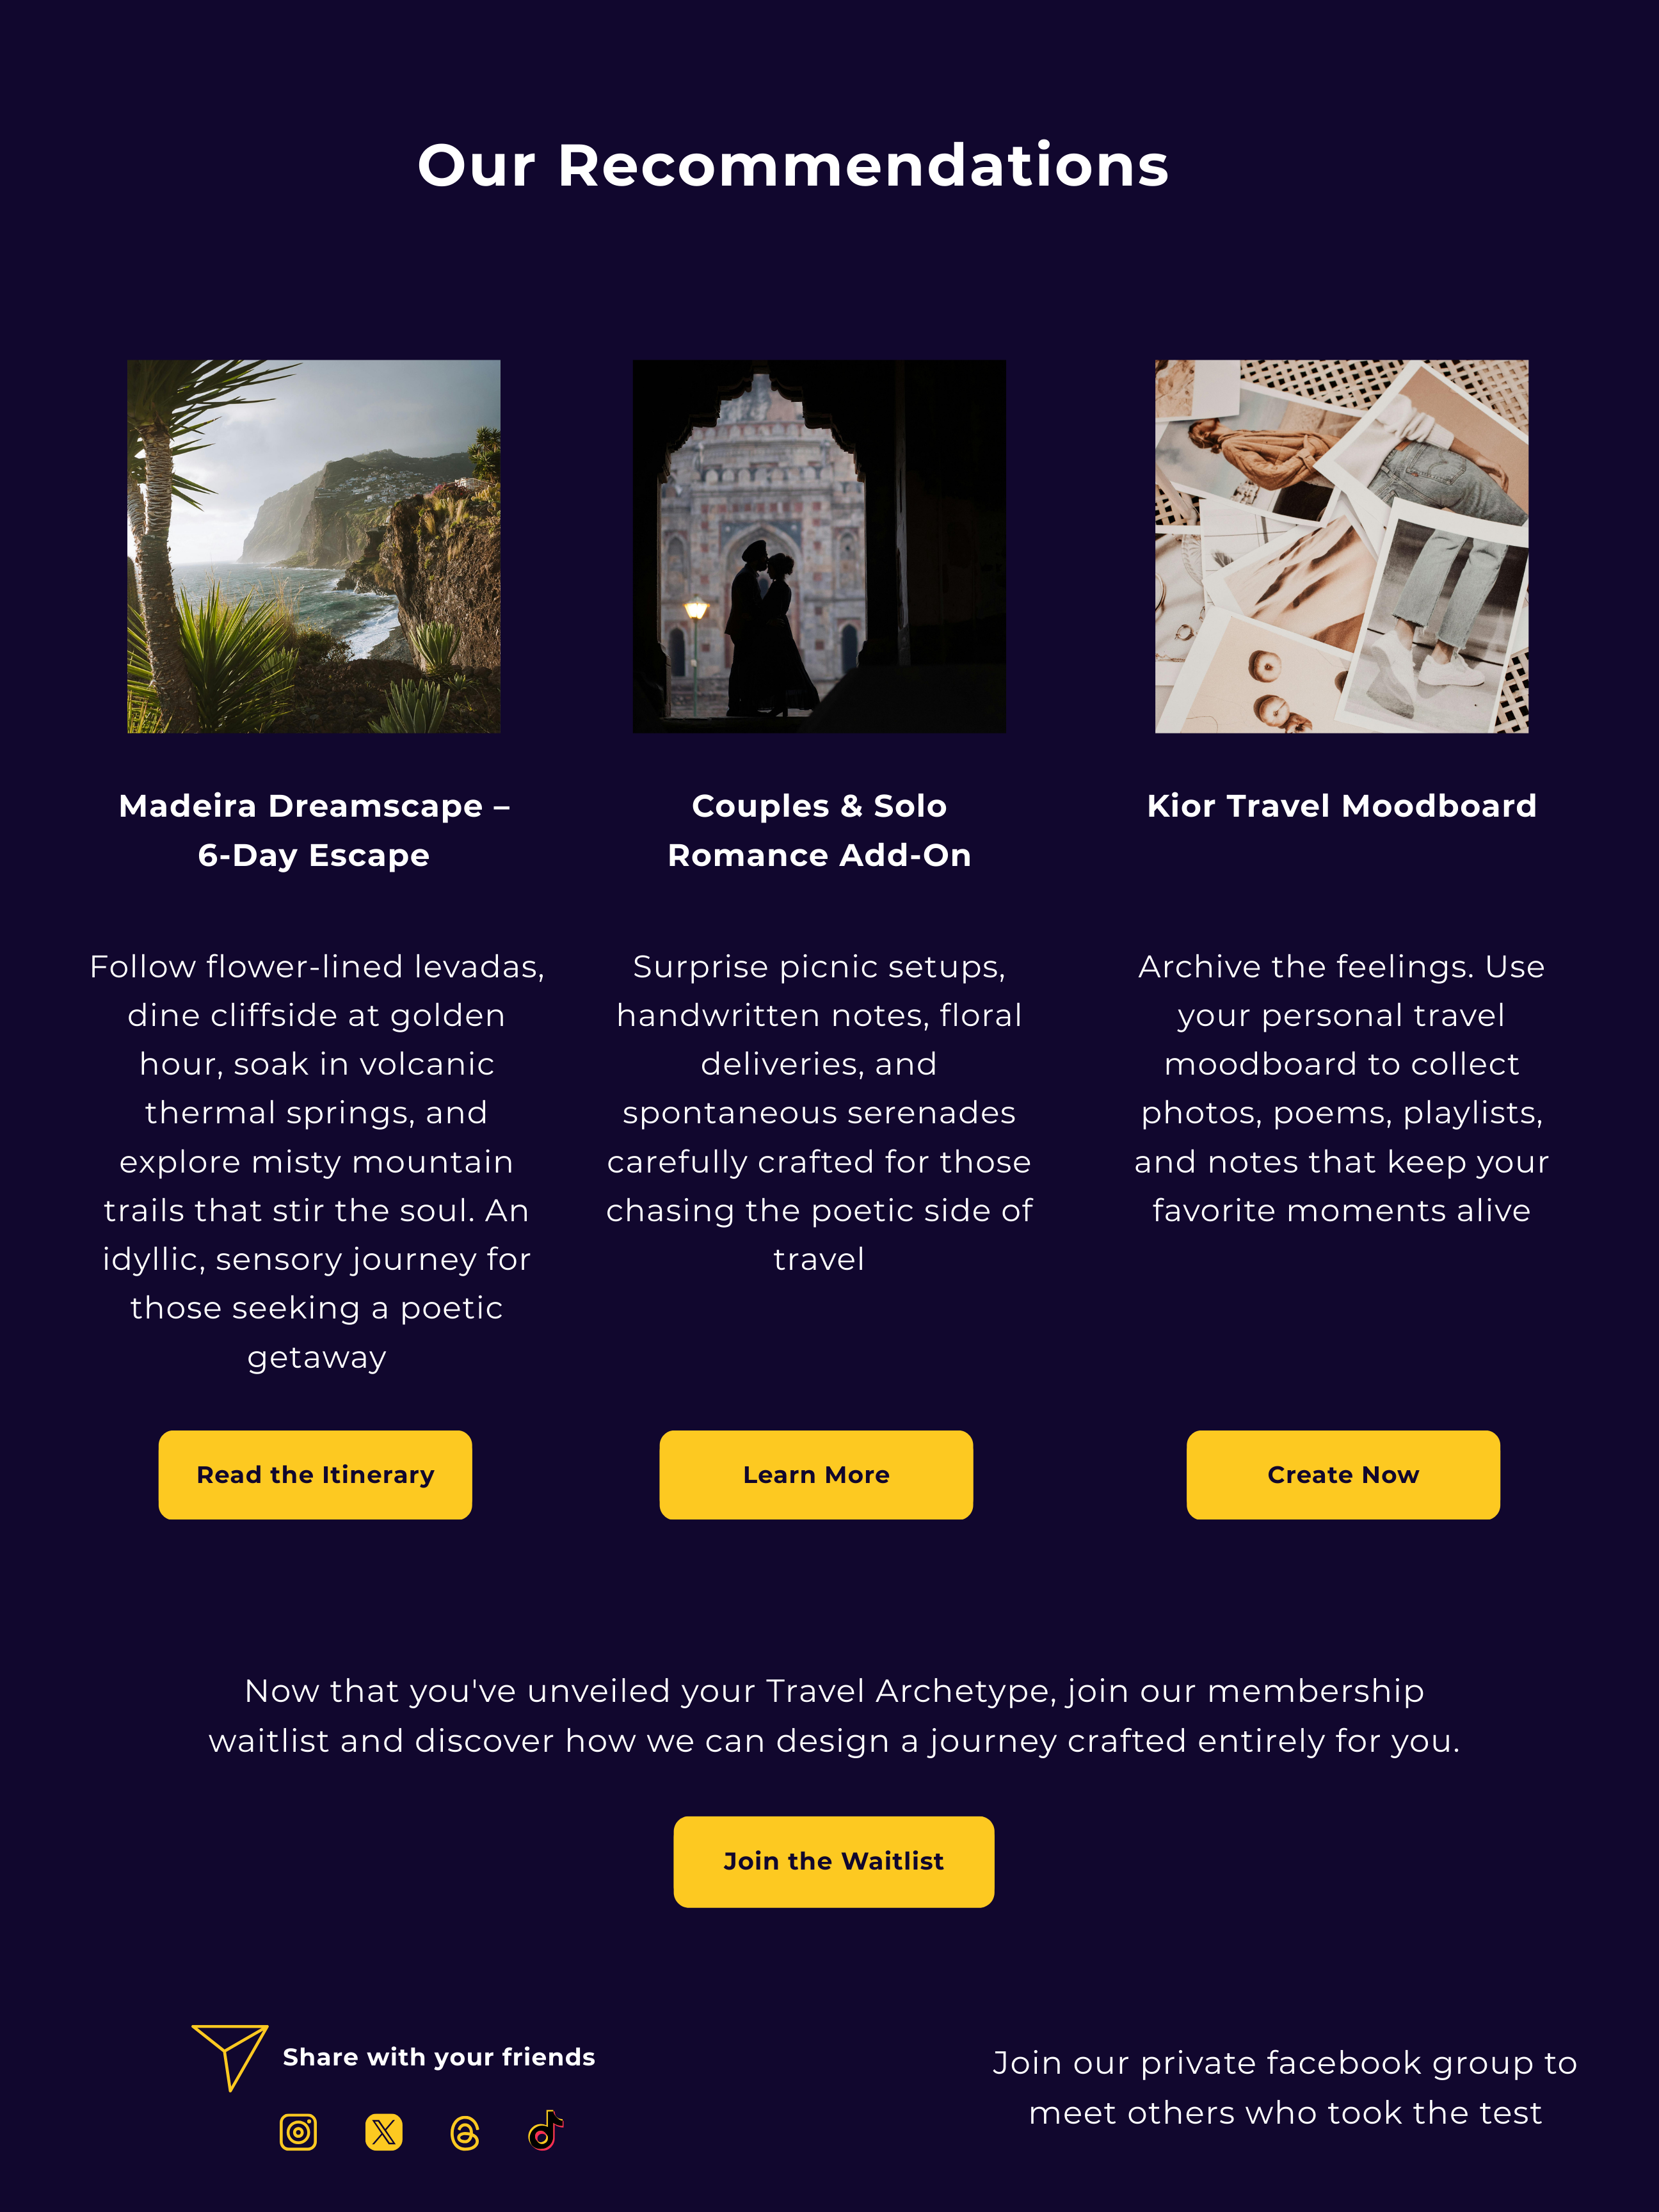 Our Recommendations
Madeira Dreamscape –
6-Day Escape
Follow flower-lined levadas,
dine cliffside at golden
hour, soak in volcanic
thermal springs, and
explore misty mountain
trails that stir the soul. An
idyllic, sensory journey for
those seeking a poetic
getaway
Read the Itinerary
Couples & Solo
Romance Add-On
Surprise picnic setups,
handwritten notes, floral
deliveries, and
spontaneous serenades
carefully crafted for those
chasing the poetic side of
travel
Learn More
Kior Travel Moodboard
Archive the feelings. Use
your personal travel
moodboard to collect
photos, poems, playlists,
and notes that keep your
favorite moments alive
Create Now
Now that you've unveiled your Travel Archetype, join our membership
waitlist and discover how we can design a journey crafted entirely for you.
Join the Waitlist
Share with your friends
Join our private facebook group to
meet others who took the test